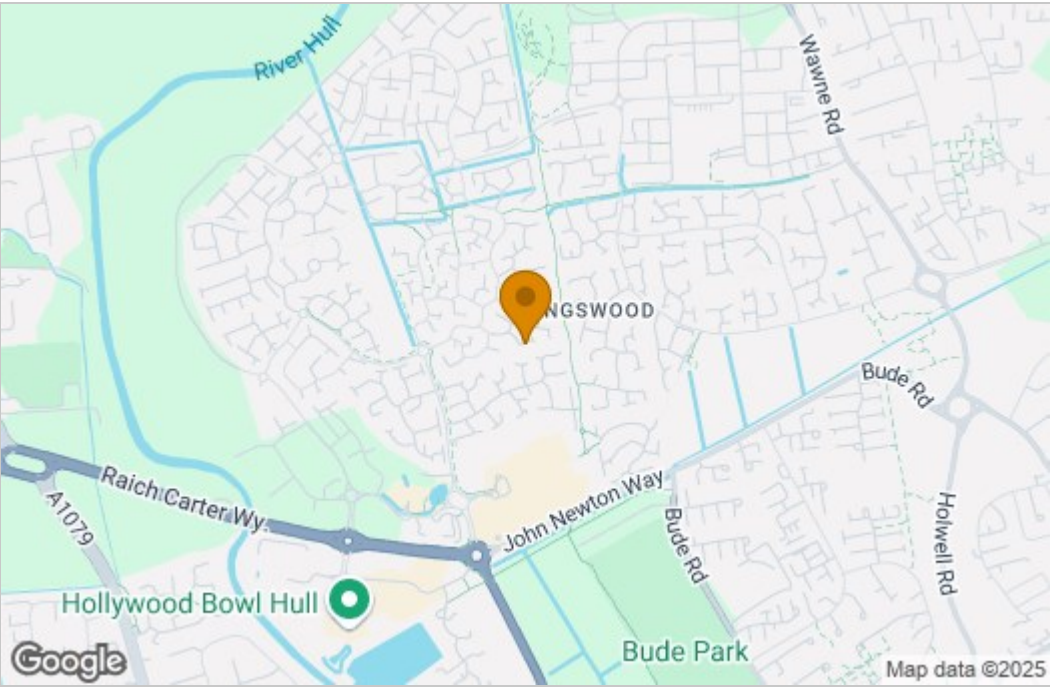 River Hull
Wawne Rd
NGSWOOD
Bude Rd
Raich Carter Wy.
A1079
John Newton Way
Bude Rd
Holwell Rd
Hollywood Bowl Hull
Bude Park
Google
Map data ©2025